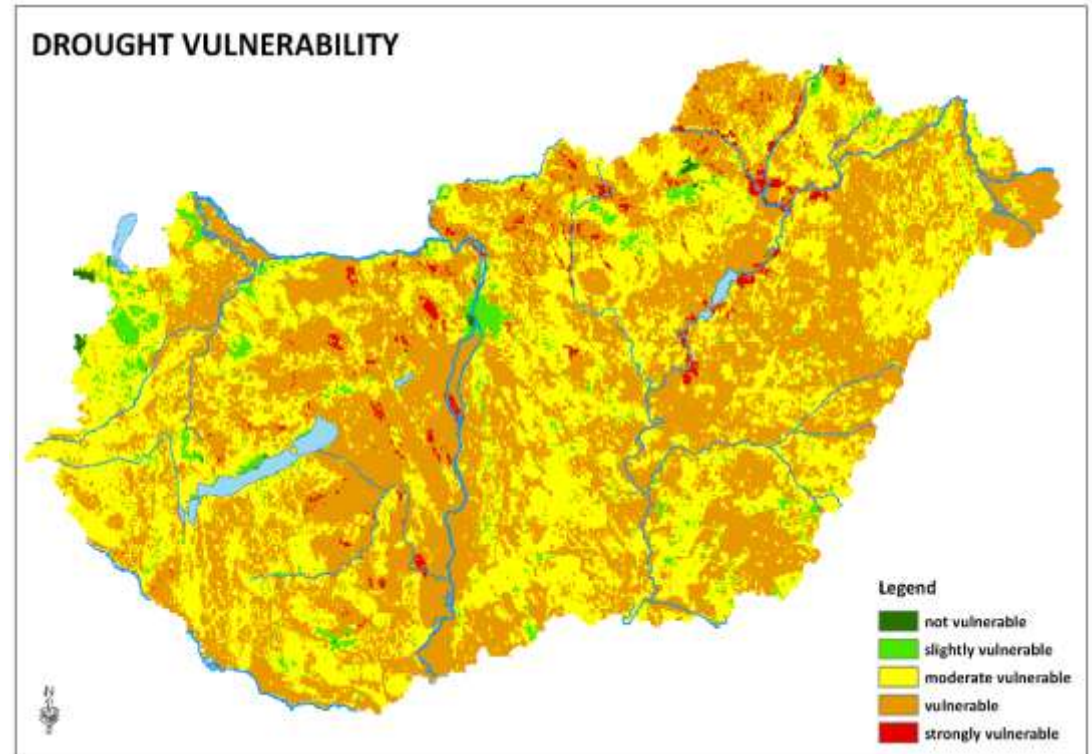 DROUGHT VULNERABILITY
Legend
not vulnerable
slightly vulnerable
moderate vulnerable
vulnerable
strongly vulnerable
N